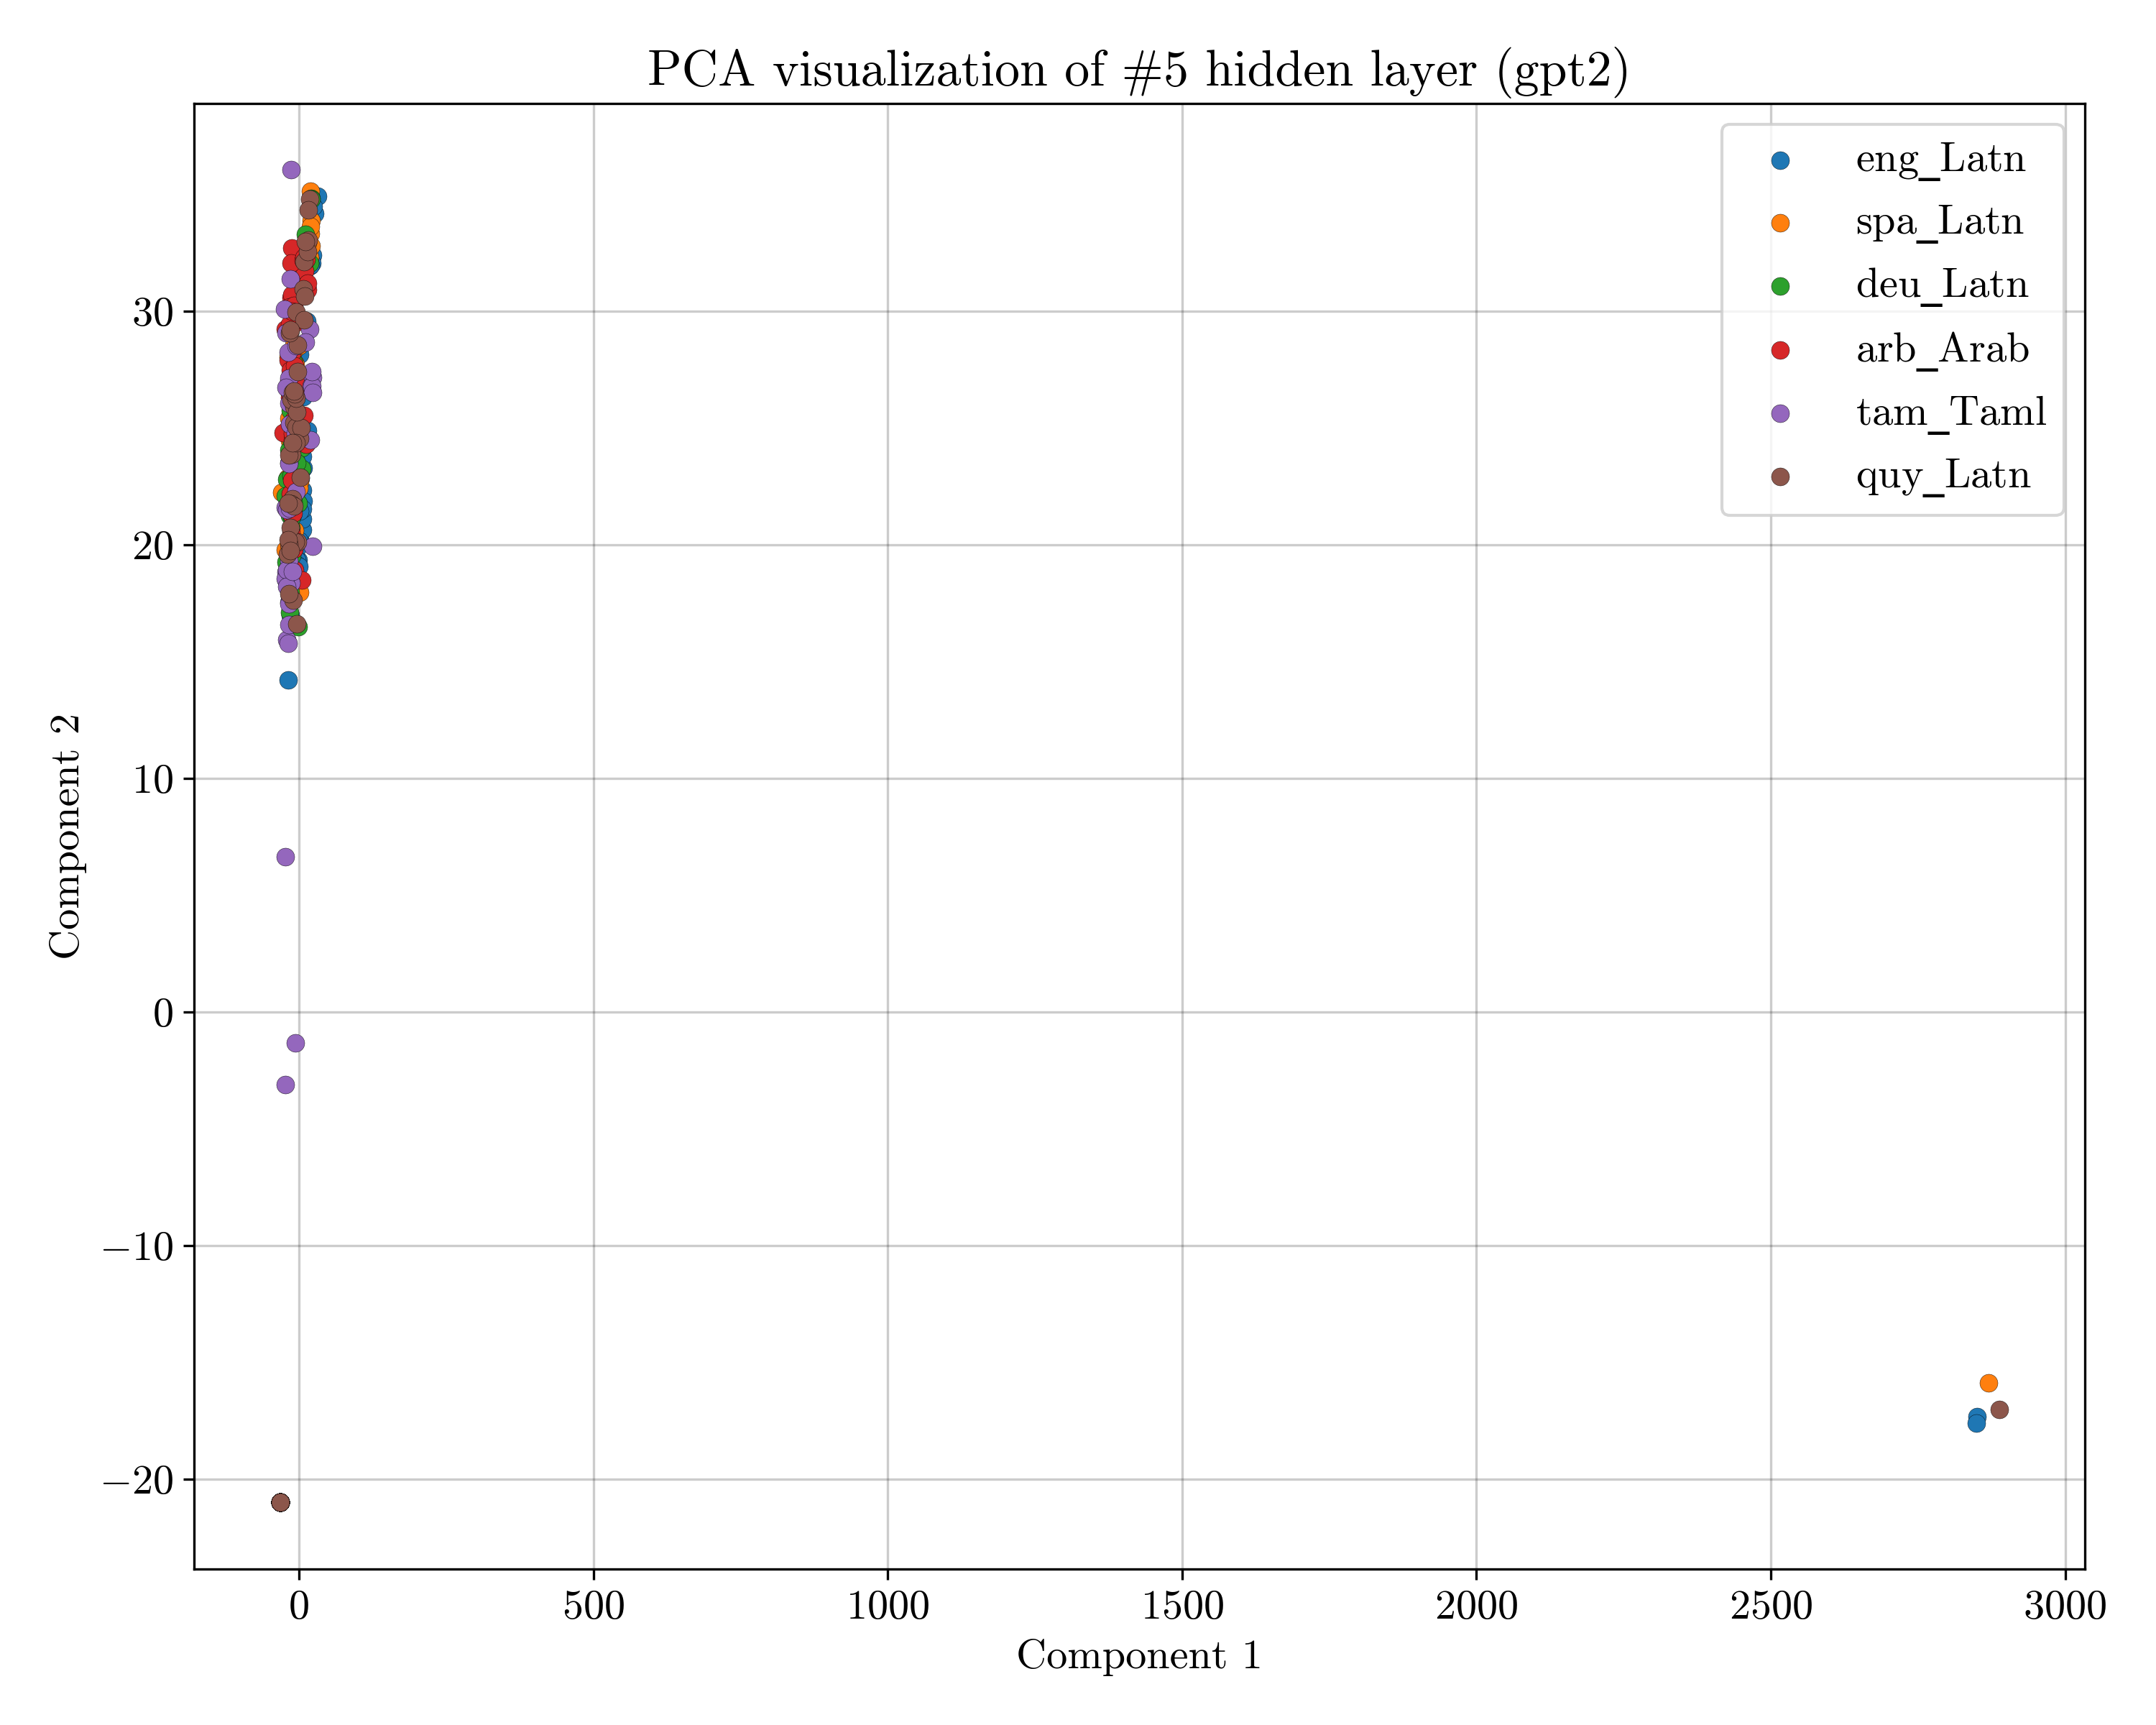 PCA visualization of #5 hidden layer (gpt2)
eng_Latn
spa_Latn
deu_Latn
arb_Arab
tam_Taml
quy_Latn
30
20
10
0
−10
−20
Component 2
0 500 1000 1500 2000 2500 3000
Component 1